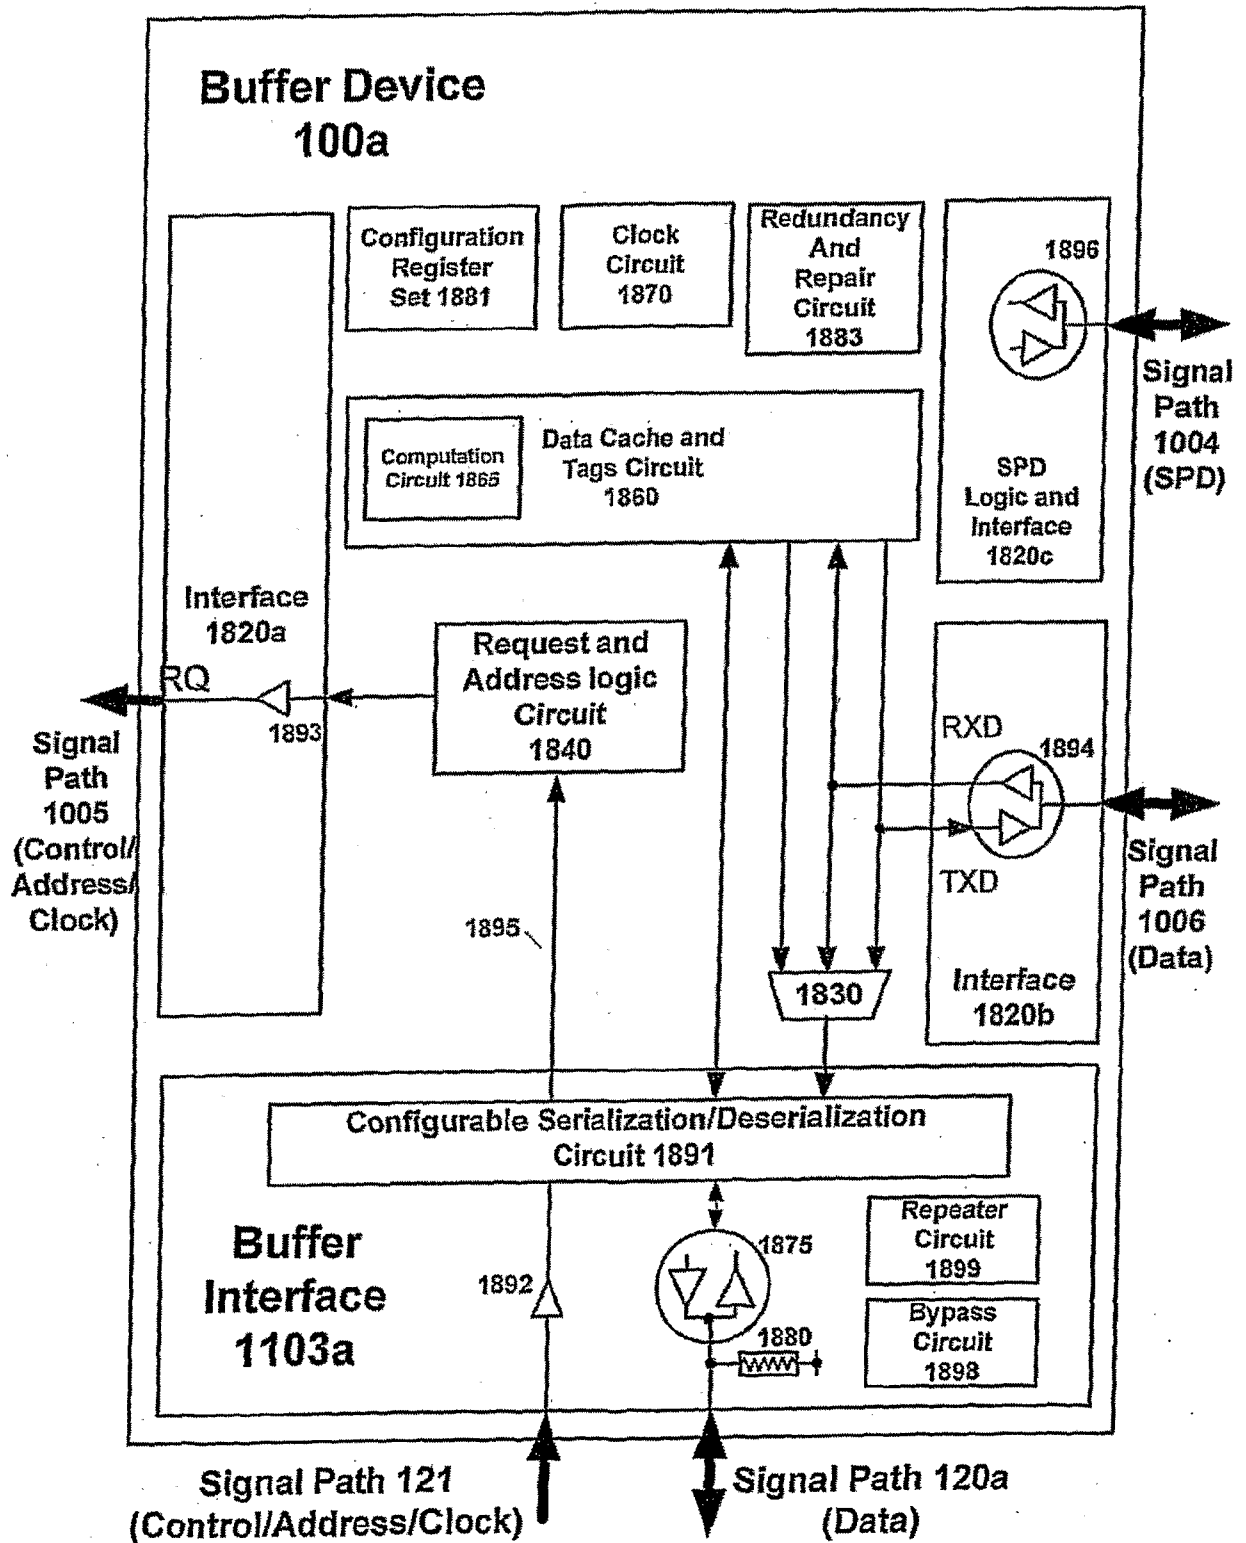 Buffer Device
100a
Configuration
Register
Set 1881
Clock
Circuit
1870
Redundancy
And
Repair
Circuit
1883
1896
Signal
Path
1004
(SPD)
SPD
Logic and
Interface
1820c
Computation
Circuit 1865
Data Cache and
Tags Circuit
1860
Interface
1820a
RQ
1893
Signal
Path
1005
(Control/
Address/
Clock)
Request and
Address logic
Circuit
1840
RXD
1894
TXD
Signal
Path
1006
(Data)
Interface
1820b
1895
1830
Configurable Serialization/Deserialization
Circuit 1891
Buffer
Interface
1103a
1892
1875
1880
Repeater
Circuit
1899
Bypass
Circuit
1898
Signal Path 121
(Control/Address/Clock)
Signal Path 120a
(Data)